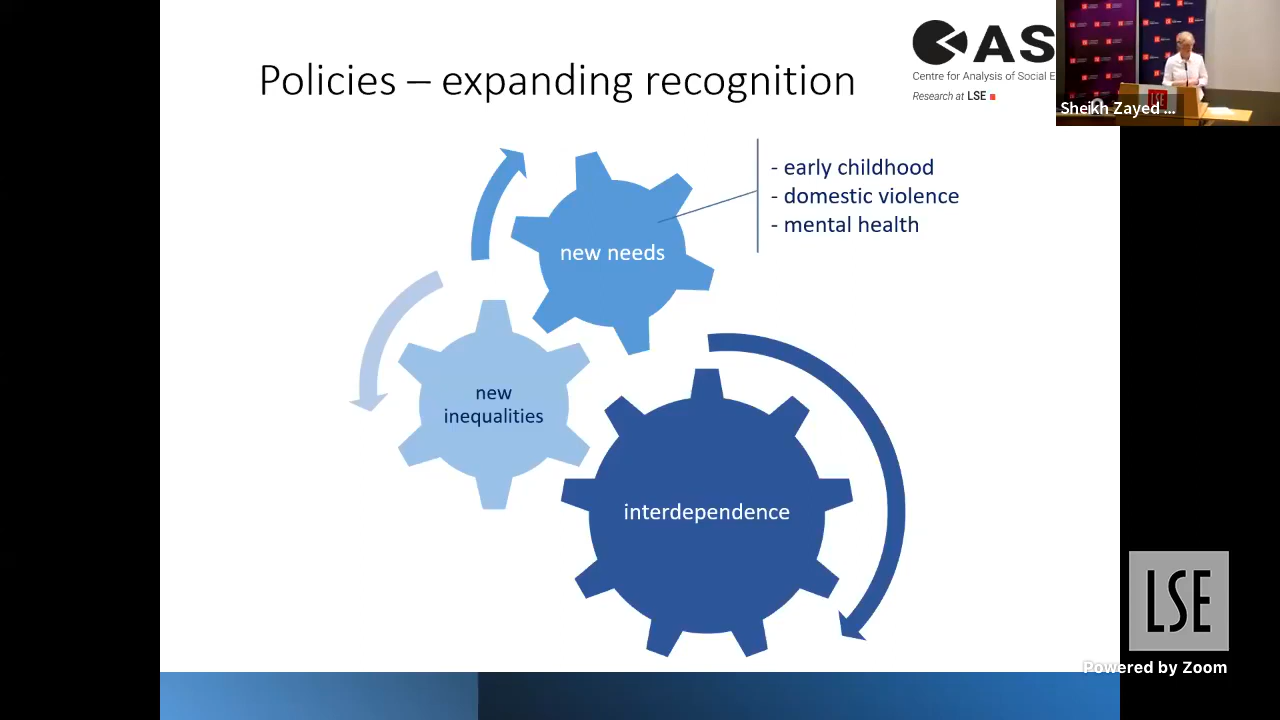 Policies – expanding recognition
CAS
Centre for Analysis of Social E
Research at LSE
Sheikh Zayed ...
LSE
- early childhood
- domestic violence
- mental health
new needs
new
inequalities
interdependence
LSE
Powered by Zoom